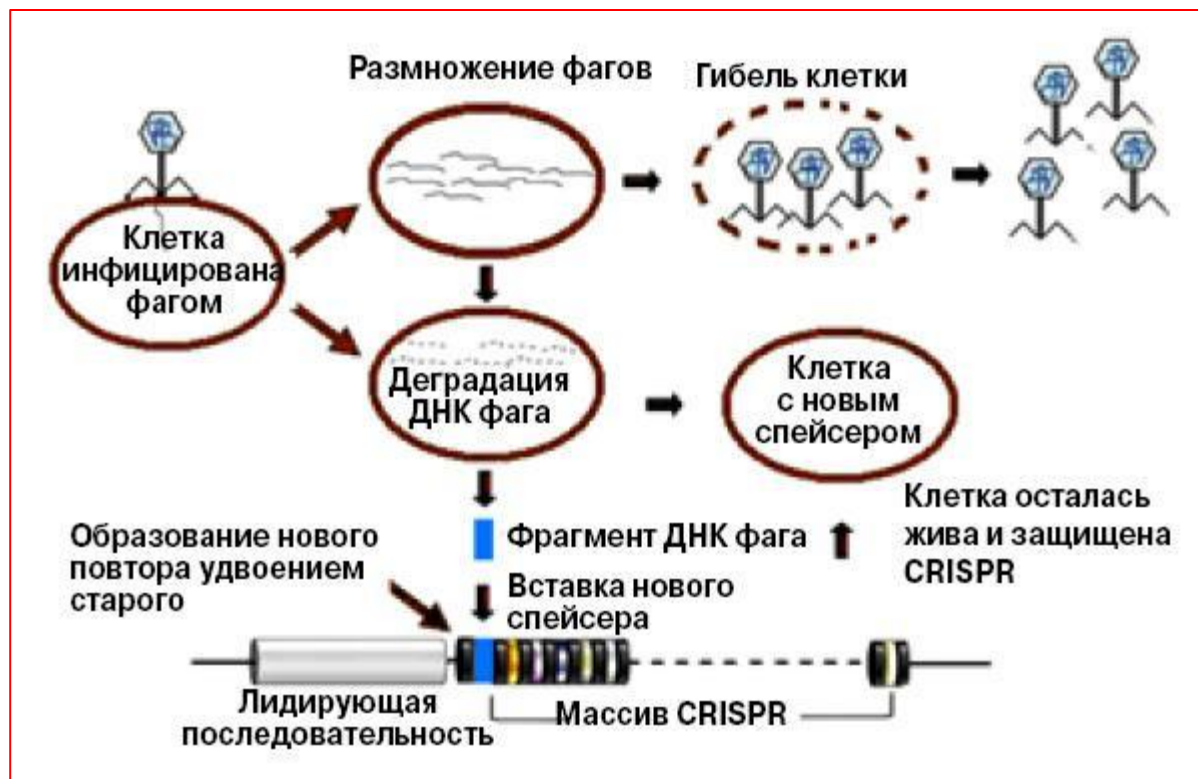 Размножение фагов
Гибель клетки
Клетка
инфицирована
фагом
Деградация
ДНК фага
Клетка
с новым
спейсером
Клетка осталась
жива и защищена
CRISPR
Фрагмент ДНК фага
Образование нового
повтора удвоением
старого
Вставка нового
спейсера
Лидирующая
последовательность
Массив CRISPR